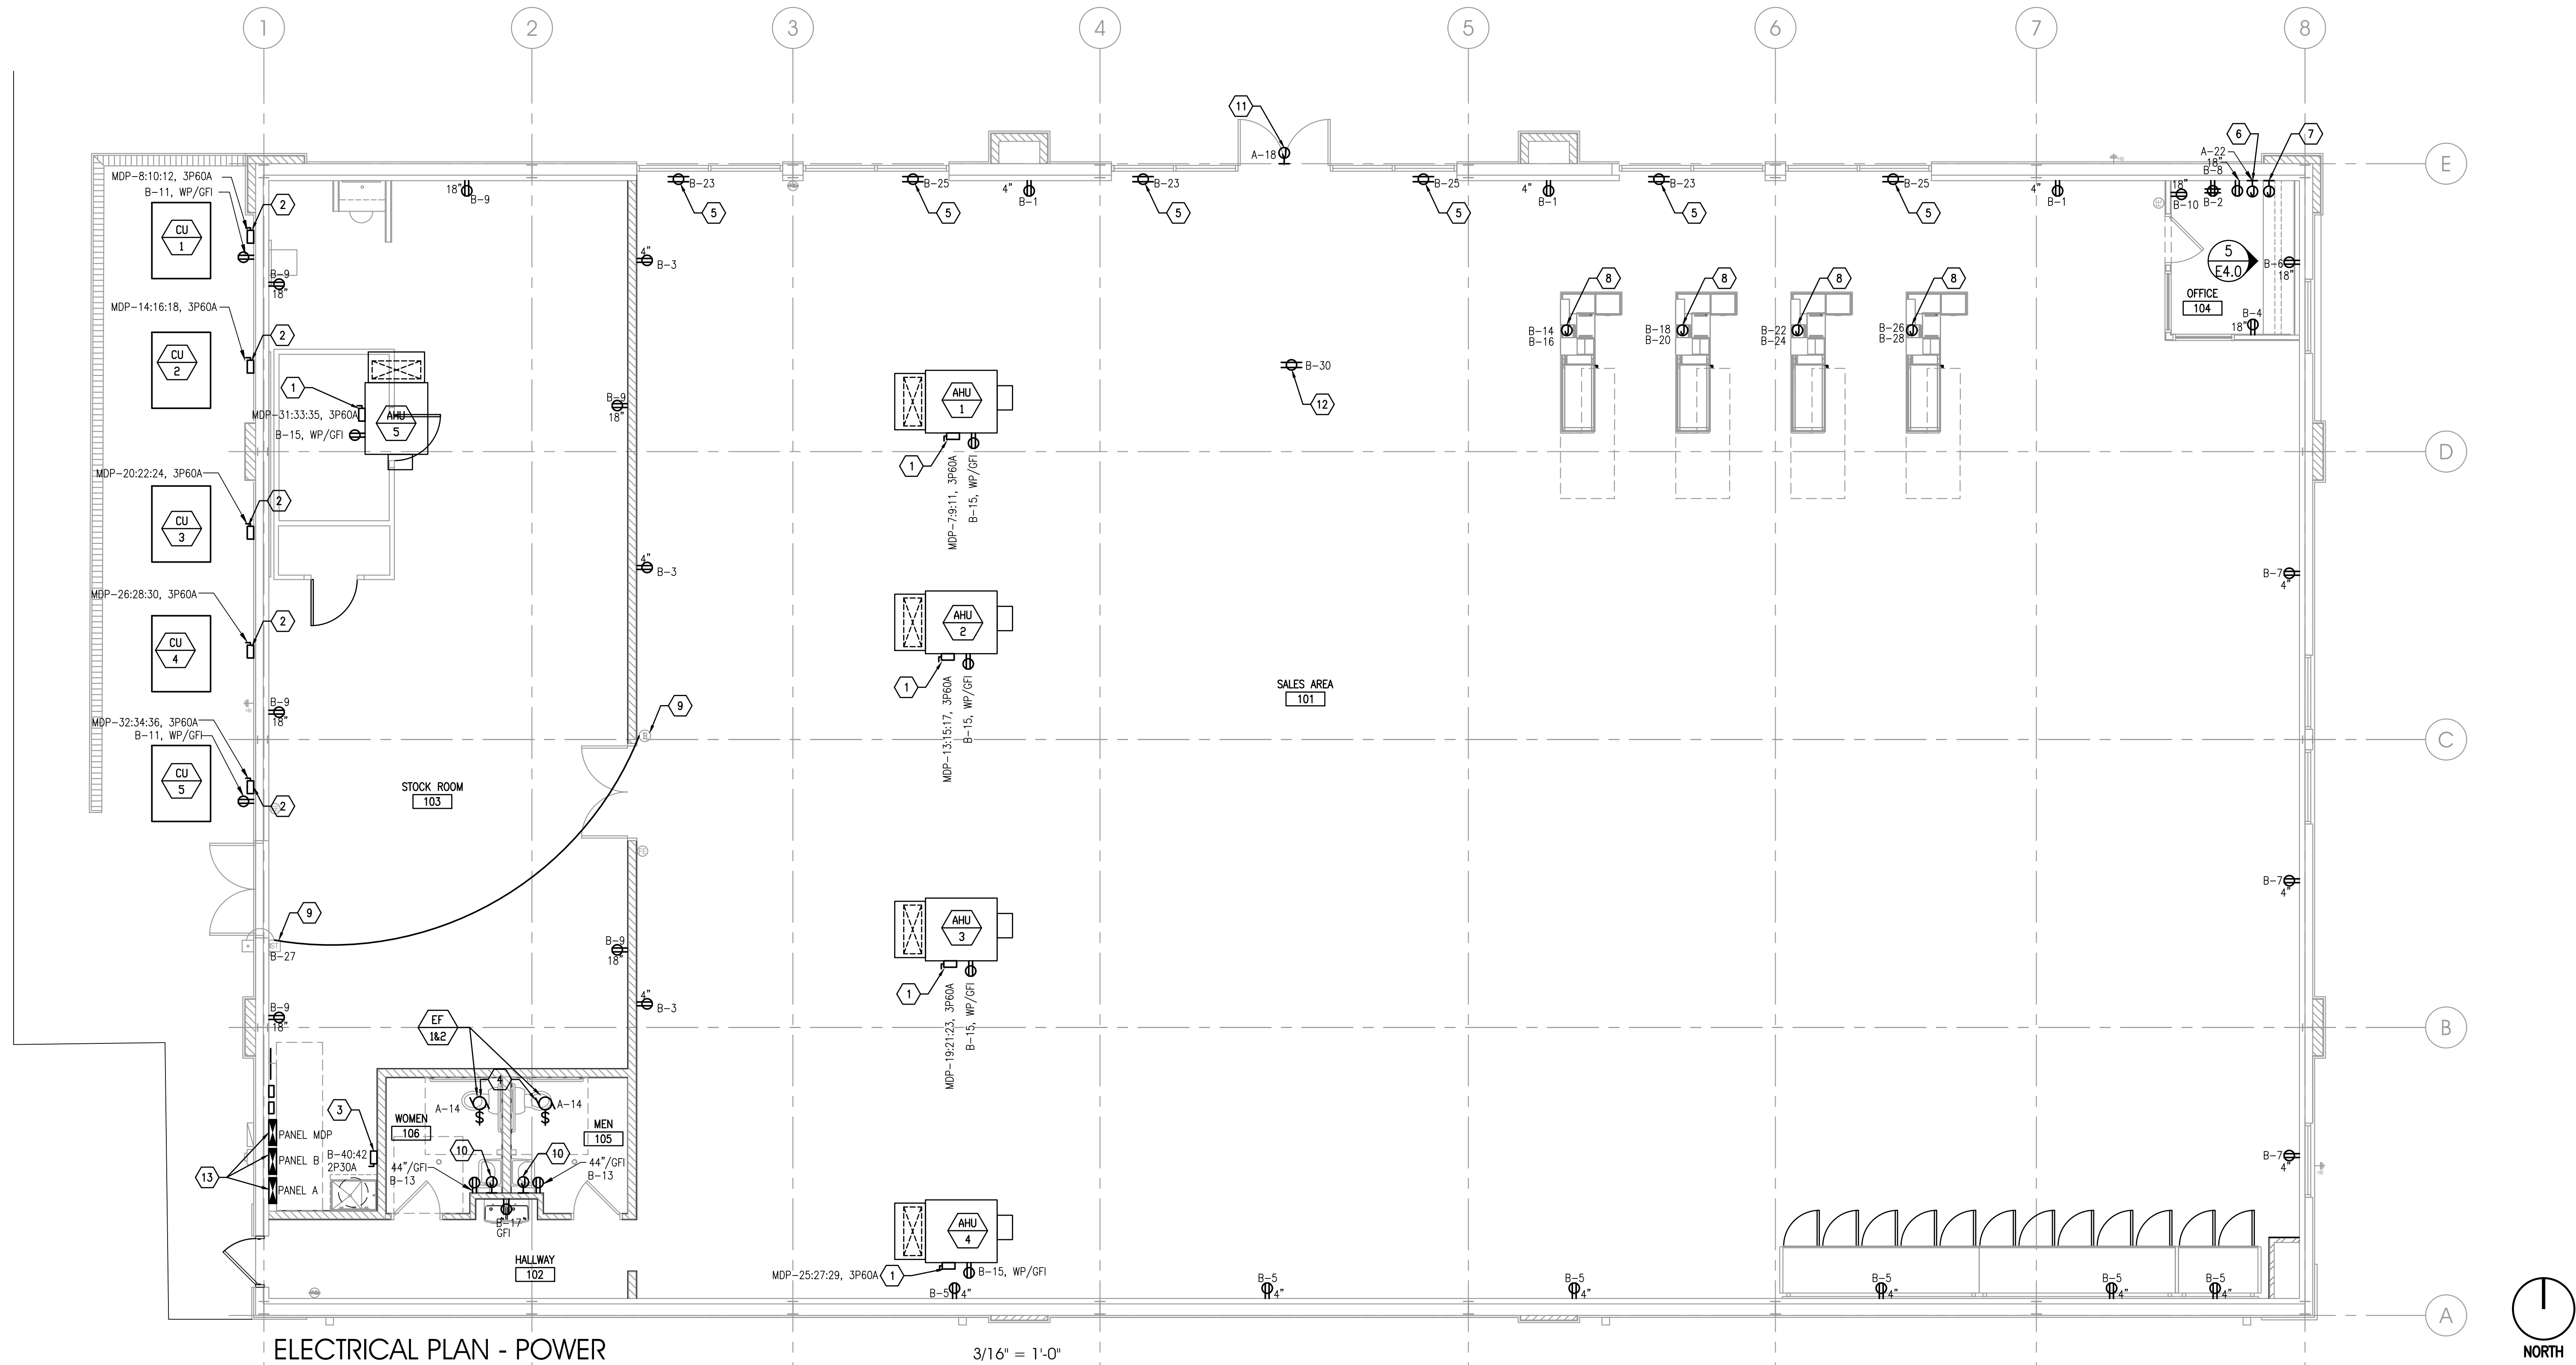 1 2 3 4 5 6 7 8
11
A-18
E
6 7
A-22
18"
B-8
MDP-8:10:12, 3P60A
B-11, WP/GFI
2
CU
1
18"
B-9
B-23
5
B-25
5
4"
B-1
B-23
5
B-25
5
4"
B-1
B-23
5
B-25
5
4"
B-1
18"
B-10
B-2
5
E4.0
B-6
18"
OFFICE
104
B-4
18"
4"
B-3
B-9
18"
MDP-14:16:18, 3P60A
2
CU
2
8
B-14
B-16
8
B-18
B-20
8
B-22
B-24
8
B-26
B-28
1
MDP-31:33:35, 3P60A
AHU
5
B-15, WP/GFI
B-9
18"
AHU
1
1
MDP-7:9:11, 3P60A
B-15, WP/GFI
B-30
12
D
MDP-20:22:24, 3P60A
2
CU
3
4"
B-3
B-7
4"
MDP-26:28:30, 3P60A
2
CU
4
AHU
2
1
MDP-13:15:17, 3P60A
B-15, WP/GFI
SALES AREA
101
9
B-9
18"
MDP-32:34:36, 3P60A
B-11, WP/GFI
CU
5
2
C
STOCK ROOM
103
B-7
4"
9
B-27
B-9
18"
AHU
3
1
MDP-19:21:23, 3P60A
B-15, WP/GFI
4"
B-3
B-9
18"
EF
1&2
B
4
A-14
A-14
WOMEN
106
MEN
105
3
PANEL MDP
PANEL B
PANEL A
13
B-40:42
2P30A
10
10
44"/GFI
B-13
44"/GFI
B-13
B-17
GFI
B-7
4"
HALLWAY
102
AHU
4
MDP-25:27:29, 3P60A
1
B-15, WP/GFI
B-5
4"
B-5
4"
B-5
4"
B-5
4"
B-5
4"
B-5
4"
A
ELECTRICAL PLAN - POWER
3/16" = 1'-0"
NORTH